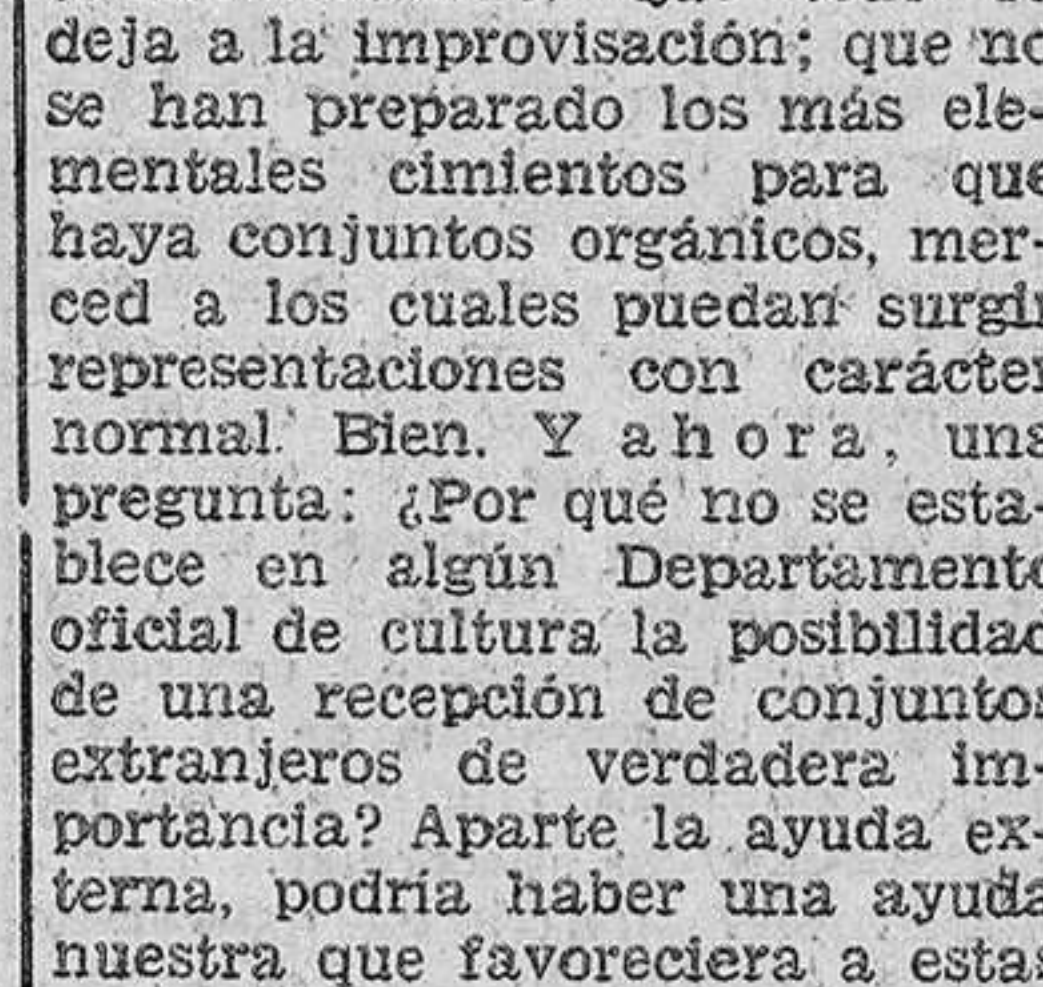 deja a la improvisación; que no
se han preparado los más ele-
mentales cimientos para que
haya conjuntos orgánicos, mer-
ced a los cuales puedan surgir
representaciones con carácter
normal. Bien. Y ahora, una
pregunta: ¿Por qué no se esta-
blece en algún Departamento
oficial de cultura la posibilidad
de una recepción de conjuntos
extranjeros de verdadera im-
portancia? Aparte la ayuda ex-
terna, podría haber una ayuda
nuestra que favoreciera a estas